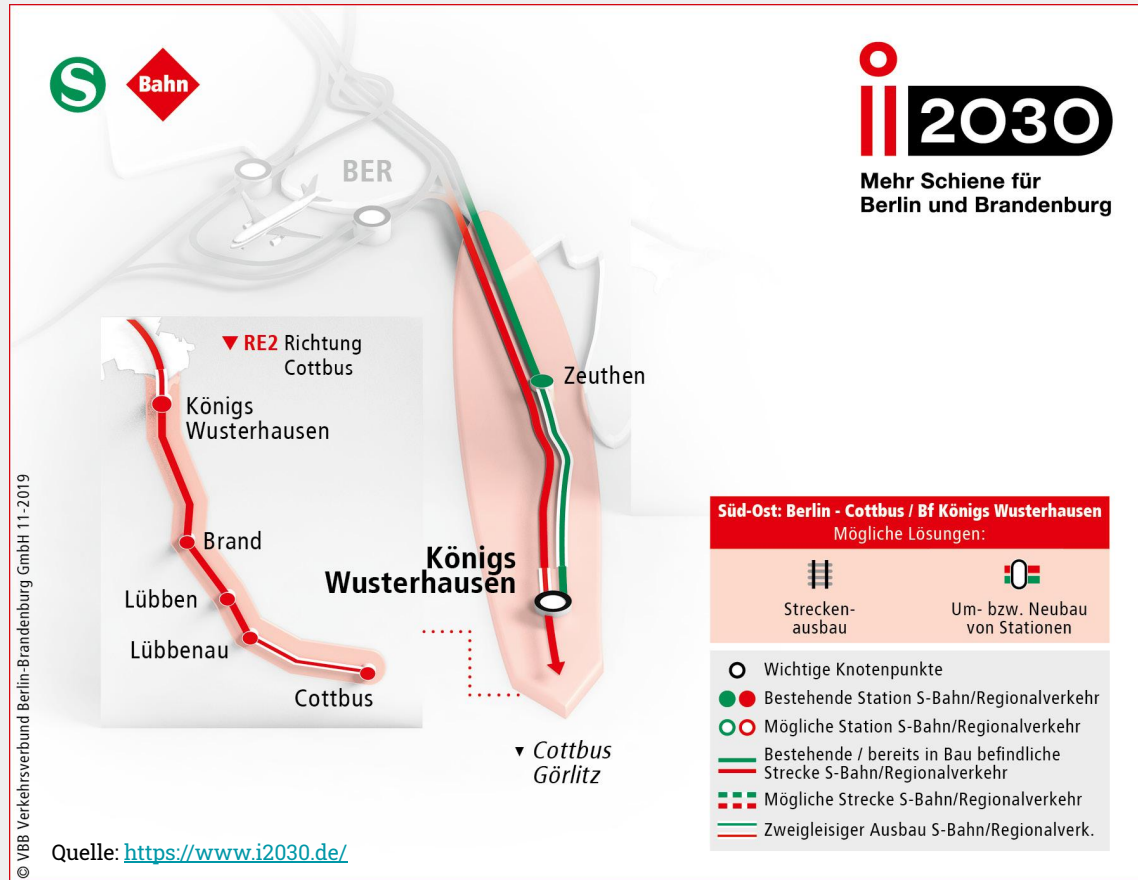 S
Bahn
i2030
Mehr Schiene für
Berlin und Brandenburg
BER
▼ RE2 Richtung
Cottbus
Königs
Wusterhausen
Brand
Lübben
Lübbenau
Cottbus
Zeuthen
Königs
Wusterhausen
▼ Cottbus
Görlitz
Süd-Ost: Berlin - Cottbus / Bf Königs Wusterhausen
Mögliche Lösungen:
Strecken-
ausbau
Um- bzw. Neubau
von Stationen
Wichtige Knotenpunkte
Bestehende Station S-Bahn/Regionalverkehr
Mögliche Station S-Bahn/Regionalverkehr
Bestehende / bereits in Bau befindliche
Strecke S-Bahn/Regionalverkehr
Mögliche Strecke S-Bahn/Regionalverkehr
Zweigleisiger Ausbau S-Bahn/Regionalverk.
© VBB Verkehrsverbund Berlin-Brandenburg GmbH 11-2019
Quelle: https://www.i2030.de/